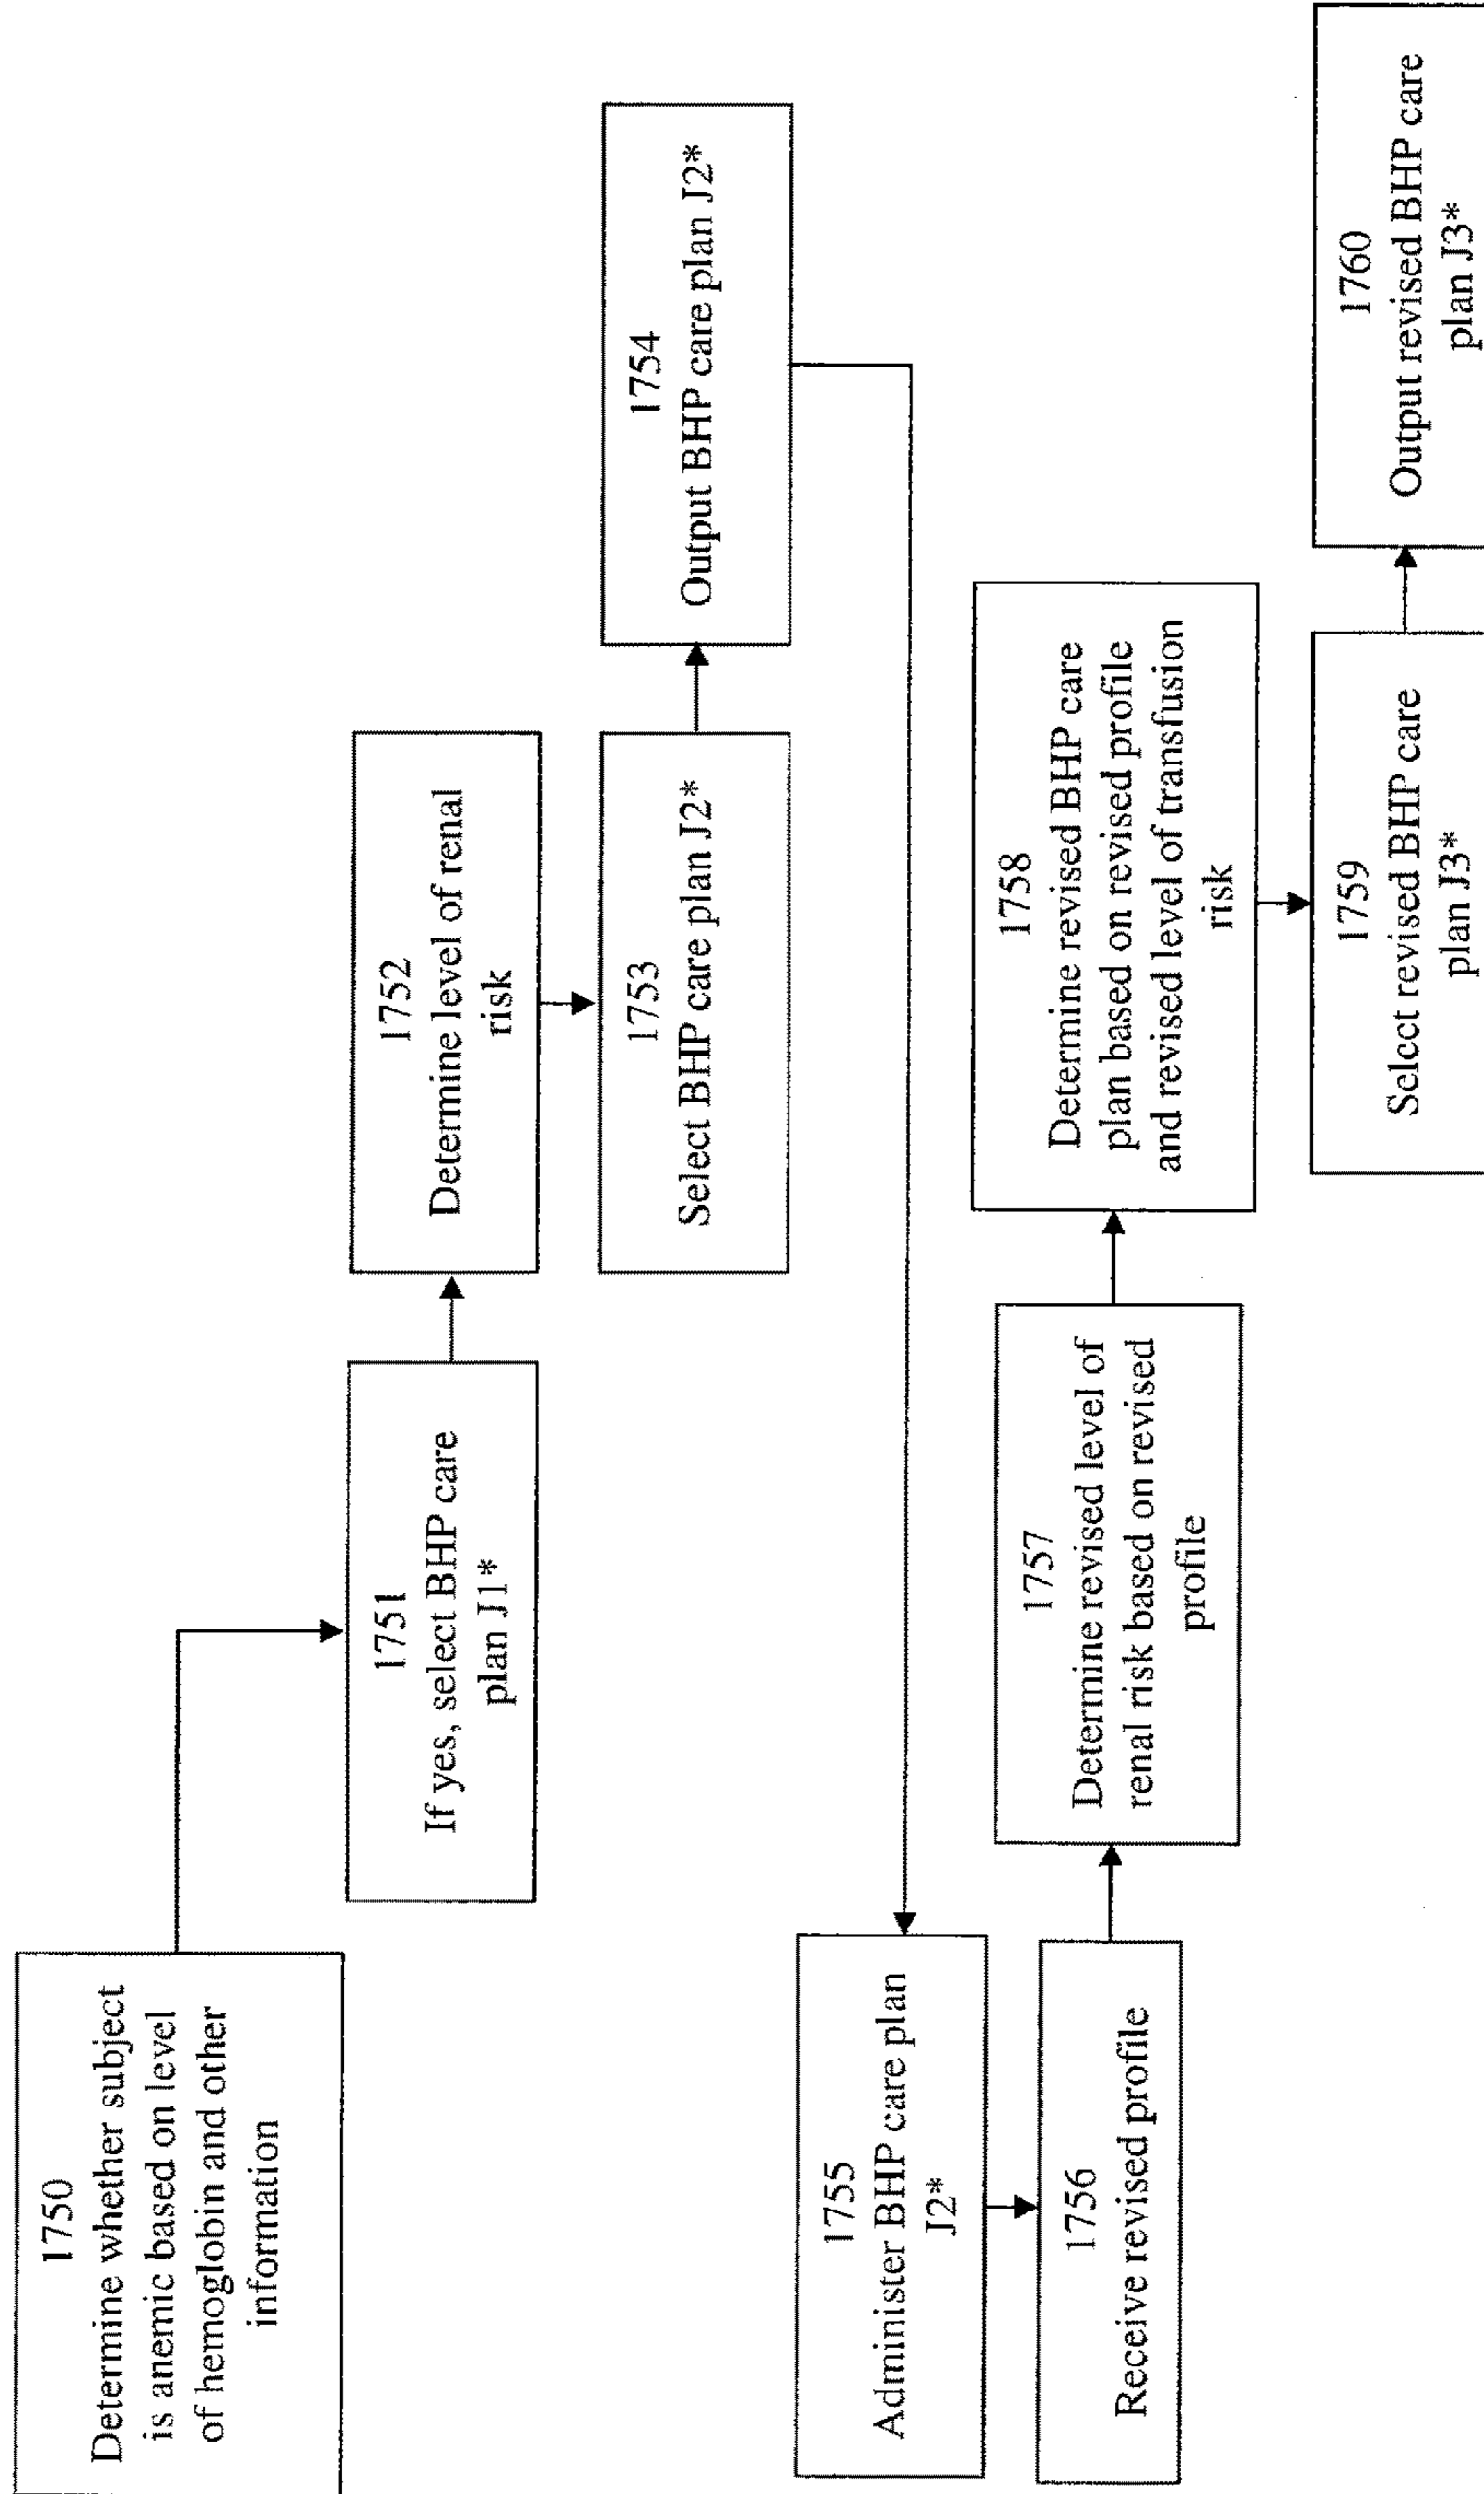 1750
Determine whether subject
is anemic based on level
of hemoglobin and other
information
1751
If yes, select BHP care
plan J1*
1752
Determine level of renal
risk
1753
Select BHP care plan J2*
1754
Output BHP care plan J2*
1755
Administer BHP care plan
J2*
1756
Receive revised profile
1757
Determine revised level of
renal risk based on revised
profile
1758
Determine revised BHP care
plan based on revised profile
and revised level of transfusion
risk
1759
Select revised BHP care
plan J3*
1760
Output revised BHP care
plan J3*